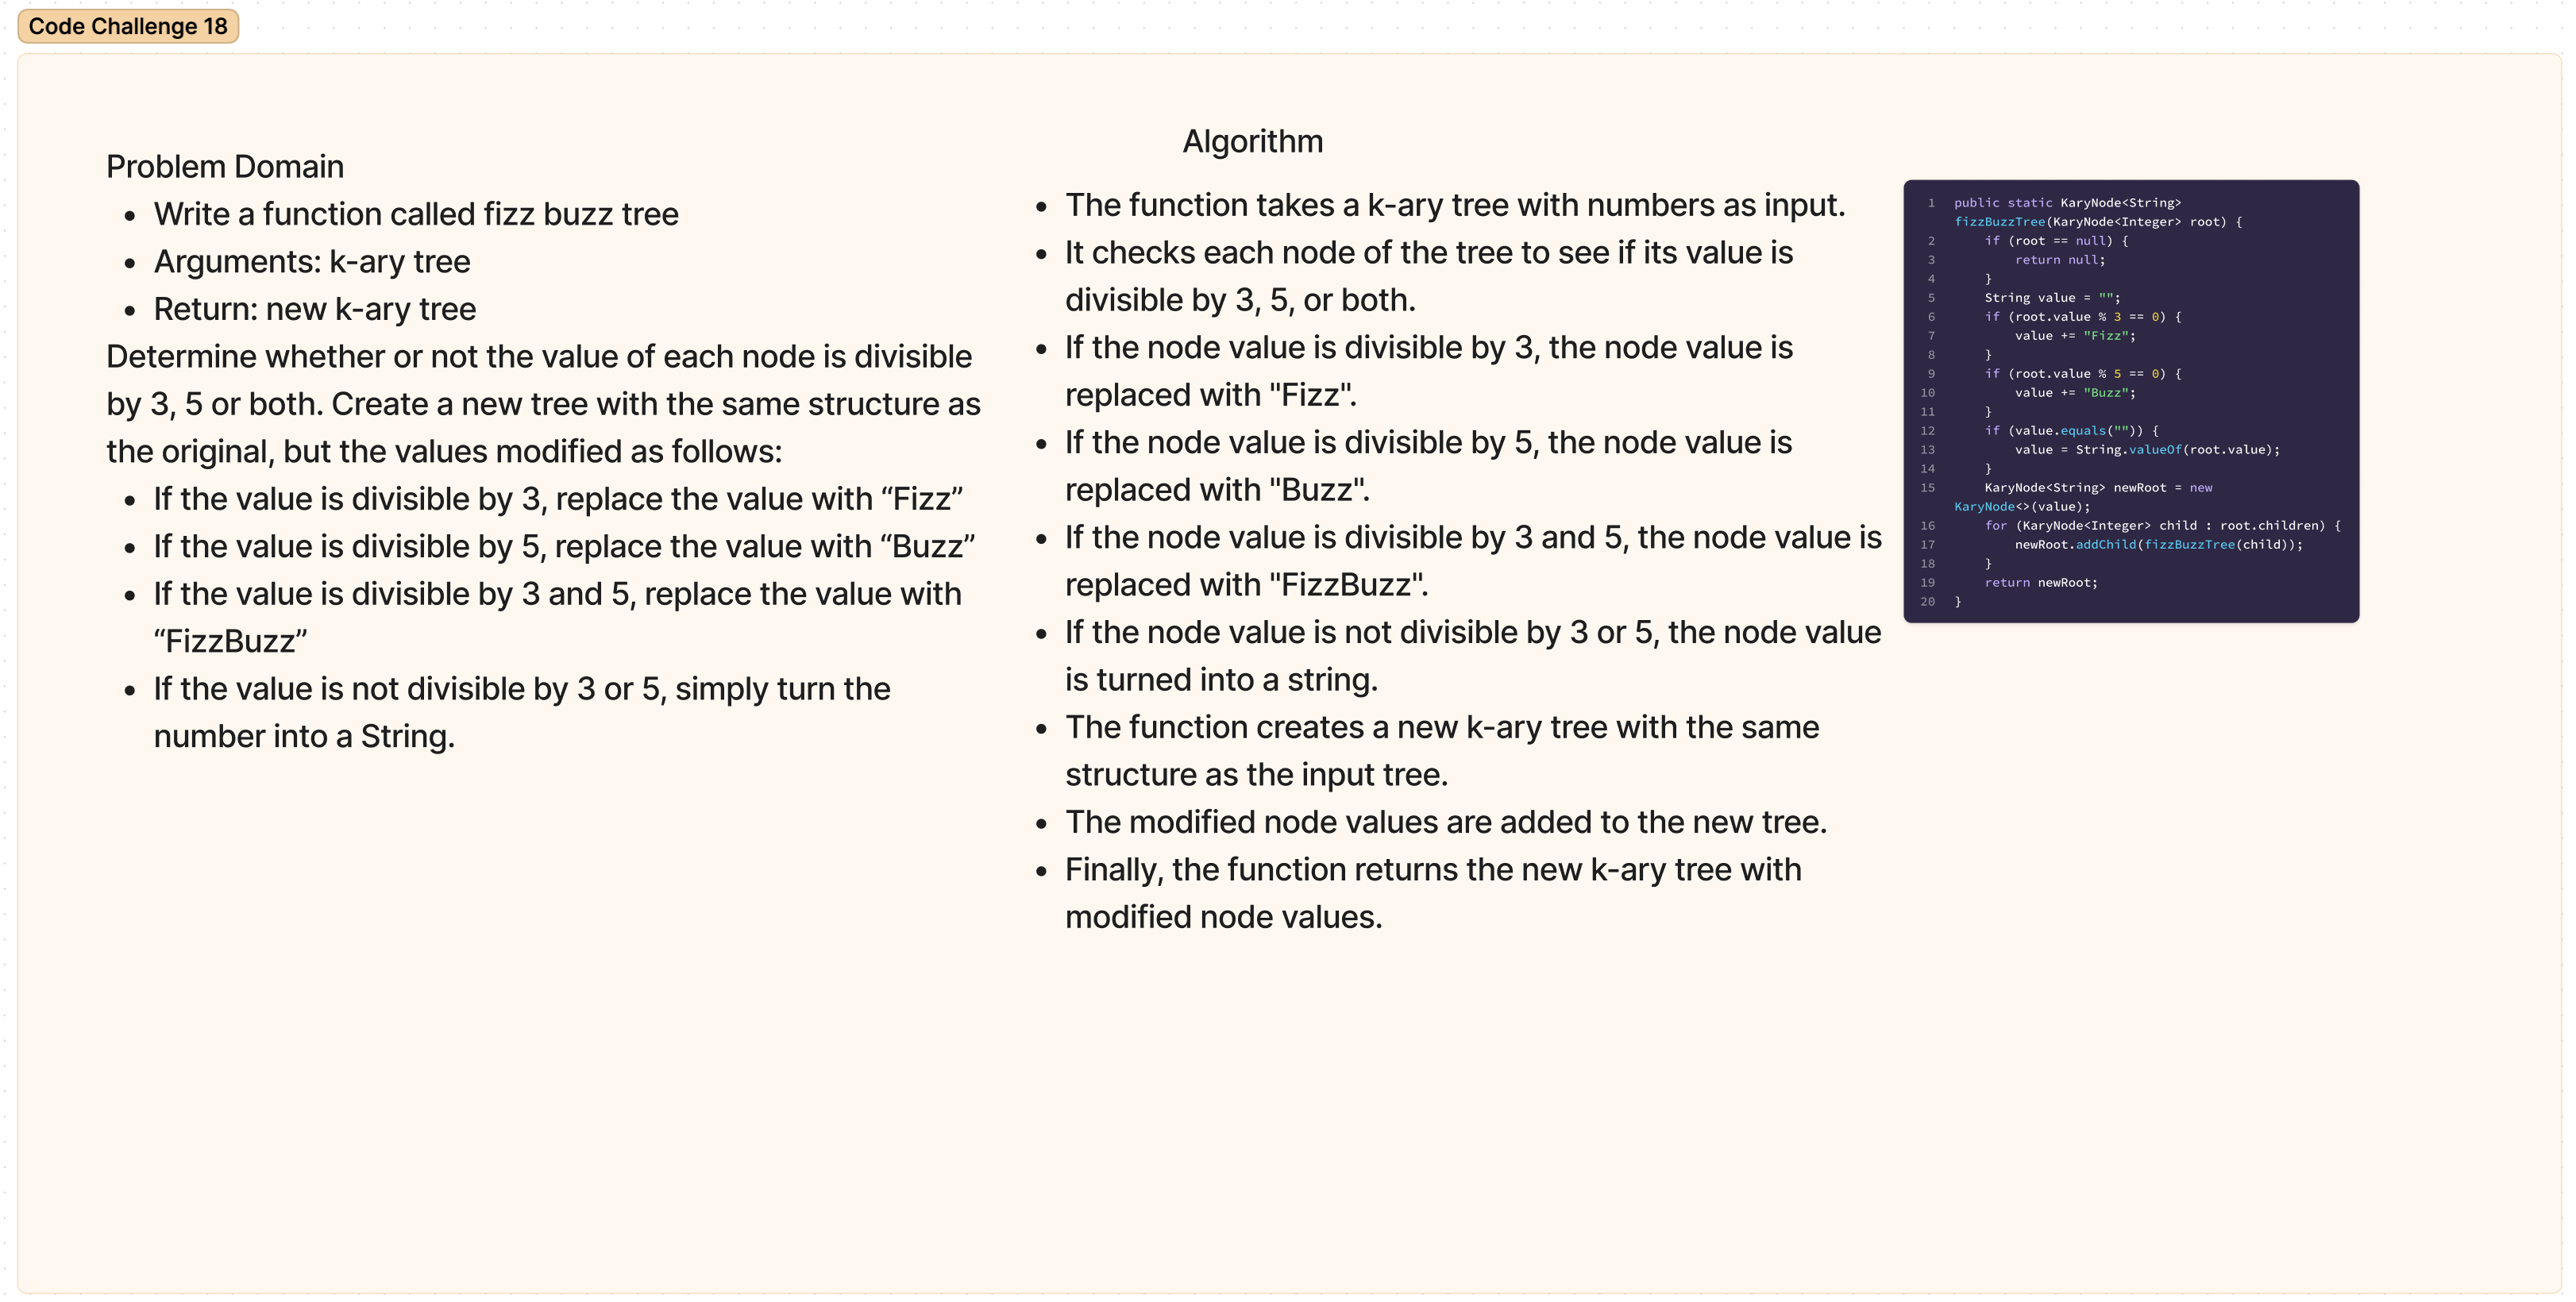 Code Challenge 18
Problem Domain
• Write a function called fizz buzz tree
• Arguments: k-ary tree
• Return: new k-ary tree
Determine whether or not the value of each node is divisible
by 3, 5 or both. Create a new tree with the same structure as
the original, but the values modified as follows:
• If the value is divisible by 3, replace the value with “Fizz”
• If the value is divisible by 5, replace the value with “Buzz”
• If the value is divisible by 3 and 5, replace the value with
“FizzBuzz”
• If the value is not divisible by 3 or 5, simply turn the
number into a String.
Algorithm
• The function takes a k-ary tree with numbers as input.
• It checks each node of the tree to see if its value is
divisible by 3, 5, or both.
• If the node value is divisible by 3, the node value is
replaced with "Fizz".
• If the node value is divisible by 5, the node value is
replaced with "Buzz".
• If the node value is divisible by 3 and 5, the node value is
replaced with "FizzBuzz".
• If the node value is not divisible by 3 or 5, the node value
is turned into a string.
• The function creates a new k-ary tree with the same
structure as the input tree.
• The modified node values are added to the new tree.
• Finally, the function returns the new k-ary tree with
modified node values.
1 public static KaryNode<String>
fizzBuzzTree(KaryNode<Integer> root) {
2     if (root == null) {
3         return null;
4     }
5     String value = "";
6     if (root.value % 3 == 0) {
7         value += "Fizz";
8     }
9     if (root.value % 5 == 0) {
10         value += "Buzz";
11     }
12     if (value.equals("")) {
13         value = String.valueOf(root.value);
14     }
15     KaryNode<String> newRoot = new
KaryNode<>(value);
16     for (KaryNode<Integer> child : root.children) {
17         newRoot.addChild(fizzBuzzTree(child));
18     }
19     return newRoot;
20 }